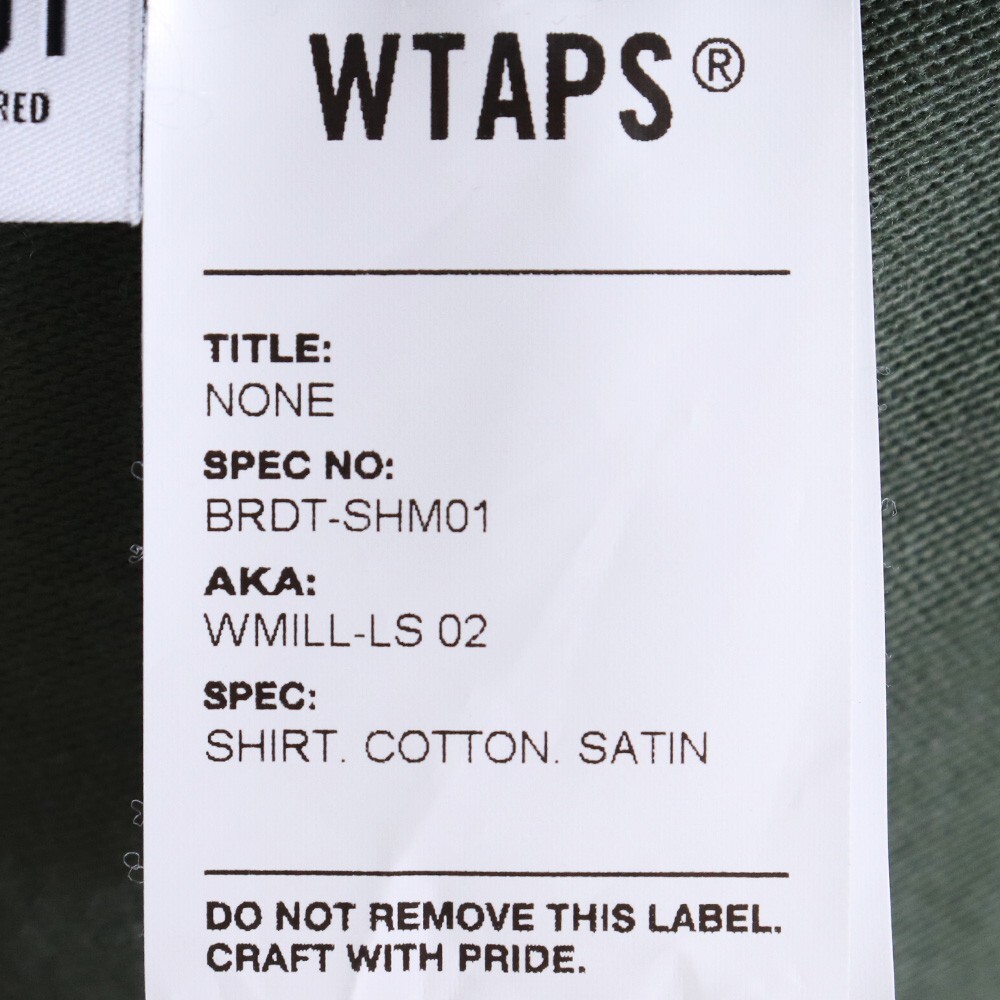 RED
WTAPS®
TITLE:
NONE
SPEC NO:
BRDT-SHM01
AKA:
WMILL-LS 02
SPEC:
SHIRT. COTTON. SATIN
DO NOT REMOVE THIS LABEL.
CRAFT WITH PRIDE.